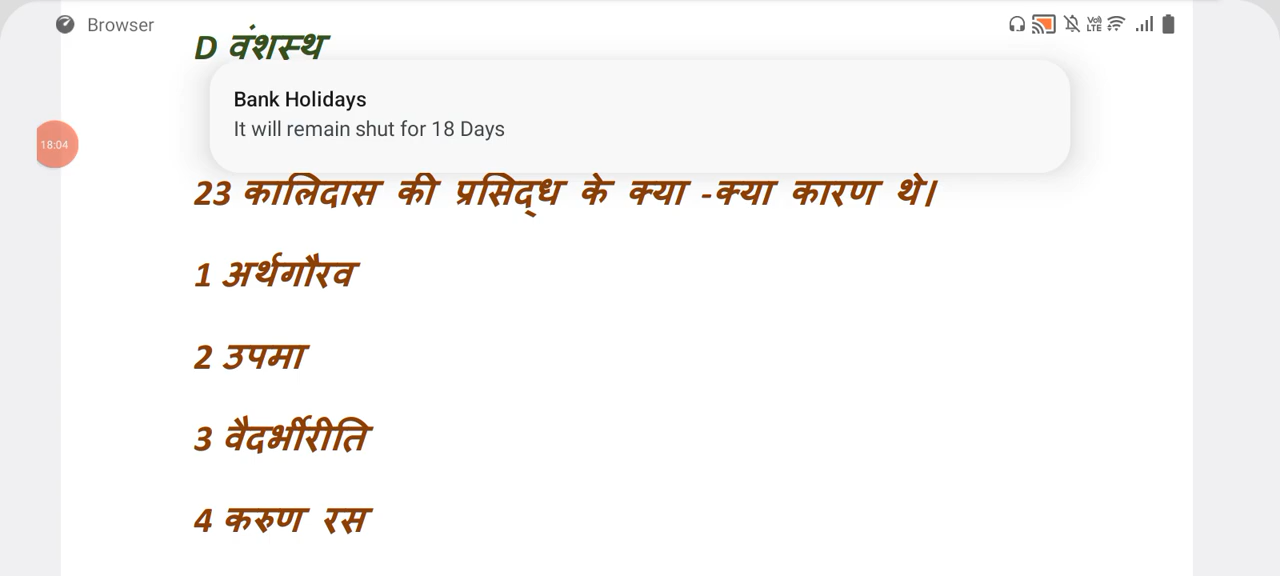 Browser
D वंशस्थ
Bank Holidays
It will remain shut for 18 Days
18:04
23 कालिदास की प्रसिद्ध के क्या -क्या कारण थे।
1 अर्थगौरव
2 उपमा
3 वैदर्भीरीति
4 करुण रस